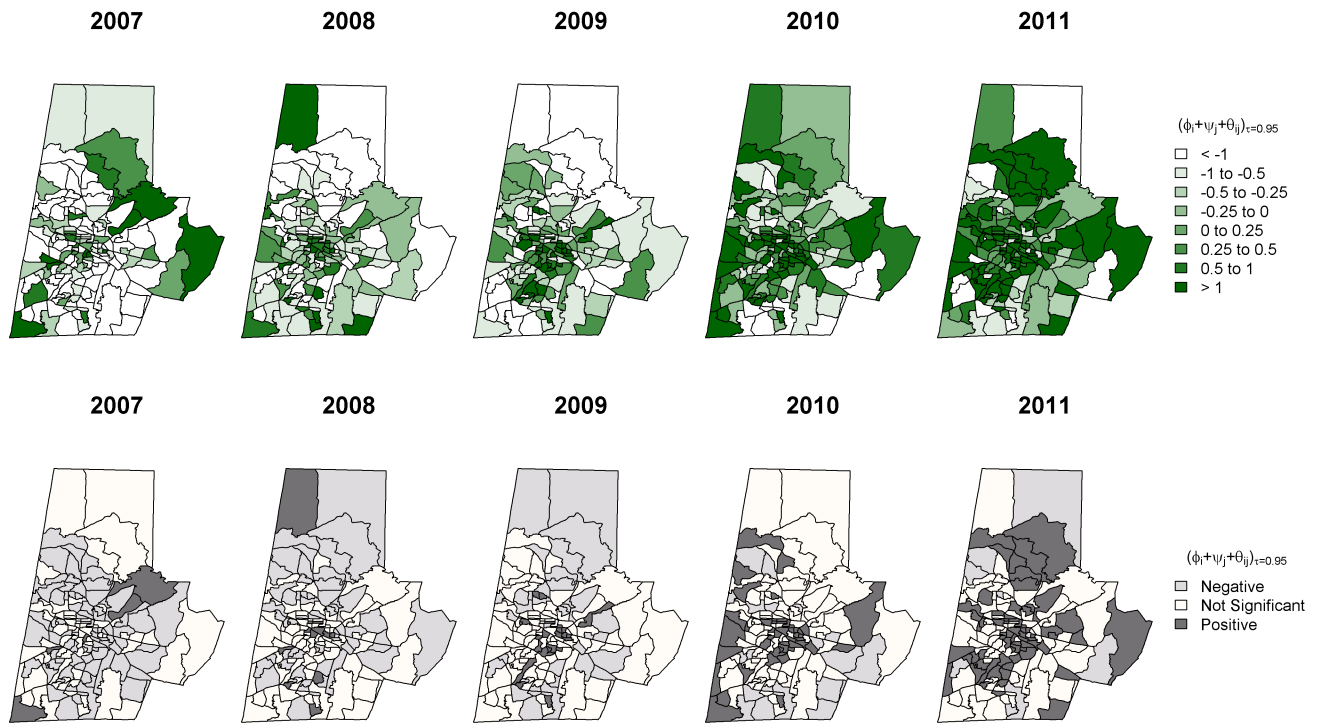 2007 2008 2009 2010 2011
(ϕi+ψj+θij)τ=0.95
< -1
-1 to -0.5
-0.5 to -0.25
-0.25 to 0
0 to 0.25
0.25 to 0.5
0.5 to 1
> 1
2007 2008 2009 2010 2011
(ϕi+ψj+θij)τ=0.95
Negative
Not Significant
Positive